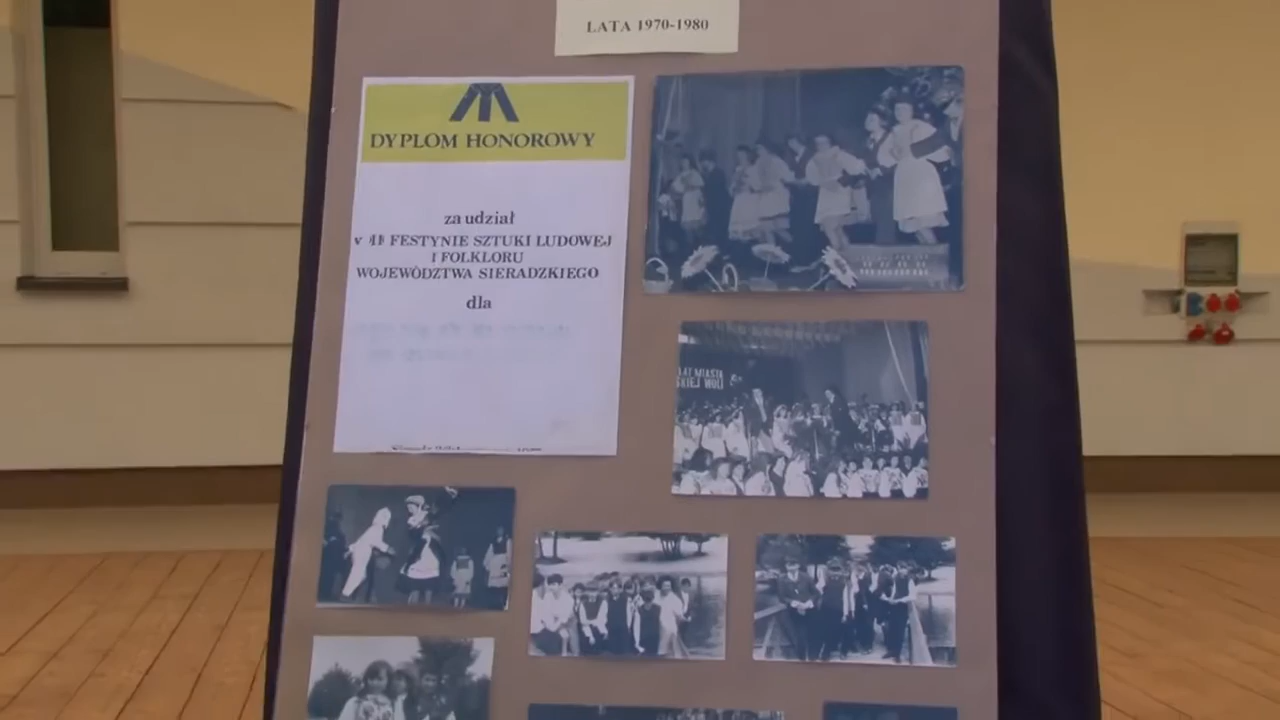 LATA 1970-1980
DYPLOM HONOROWY
za udział
FESTYNIE SZTUKI LUDOWEJ
I FOLKLORU
WOJEWÓDZTWA SIERADZKIEGO
dla
LAT MIASTA
SKIEJ WOLI